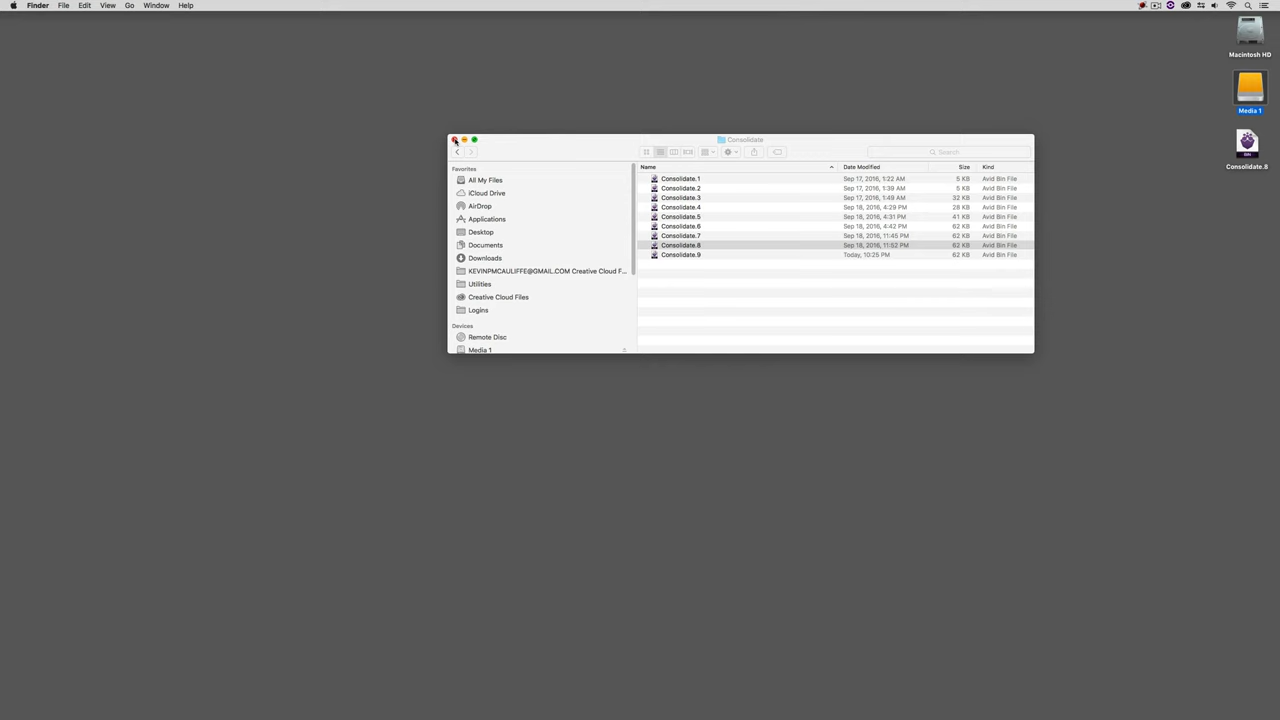 Finder File Edit View Go Window Help
Macintosh HD
Media 1
BIN
Consolidate.8
Consolidate
Search
Favorites
All My Files
iCloud Drive
AirDrop
Applications
Desktop
Documents
Downloads
KEVINPMCAULIFFE@GMAIL.COM Creative Cloud F...
Utilities
Creative Cloud Files
Logins
Devices
Remote Disc
Media 1
Name Date Modified Size Kind
Consolidate.1 Sep 17, 2016, 1:22 AM 5 KB Avid Bin File
Consolidate.2 Sep 17, 2016, 1:39 AM 5 KB Avid Bin File
Consolidate.3 Sep 17, 2016, 1:49 AM 32 KB Avid Bin File
Consolidate.4 Sep 18, 2016, 4:29 PM 28 KB Avid Bin File
Consolidate.5 Sep 18, 2016, 4:31 PM 41 KB Avid Bin File
Consolidate.6 Sep 18, 2016, 4:42 PM 62 KB Avid Bin File
Consolidate.7 Sep 18, 2016, 11:45 PM 62 KB Avid Bin File
Consolidate.8 Sep 18, 2016, 11:52 PM 62 KB Avid Bin File
Consolidate.9 Today, 10:25 PM 62 KB Avid Bin File